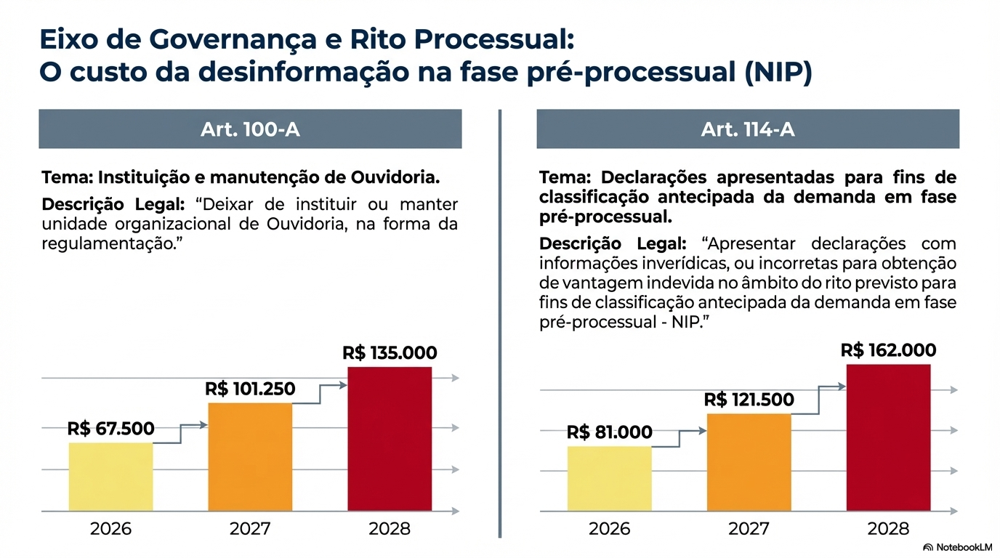 Eixo de Governança e Rito Processual:
O custo da desinformação na fase pré-processual (NIP)
Art. 100-A
Tema: Instituição e manutenção de Ouvidoria.
Descrição Legal: “Deixar de instituir ou manter
unidade organizacional de Ouvidoria, na forma da
regulamentação.”
R$ 67.500
R$ 101.250
R$ 135.000
2026
2027
2028
Art. 114-A
Tema: Declarações apresentadas para fins de
classificação antecipada da demanda em fase
pré-processual.
Descrição Legal: “Apresentar declarações com
informações inverídicas, ou incorretas para obtenção
de vantagem indevida no âmbito do rito previsto para
fins de classificação antecipada da demanda em fase
pré-processual - NIP.”
R$ 81.000
R$ 121.500
R$ 162.000
2026
2027
2028
NotebookLM